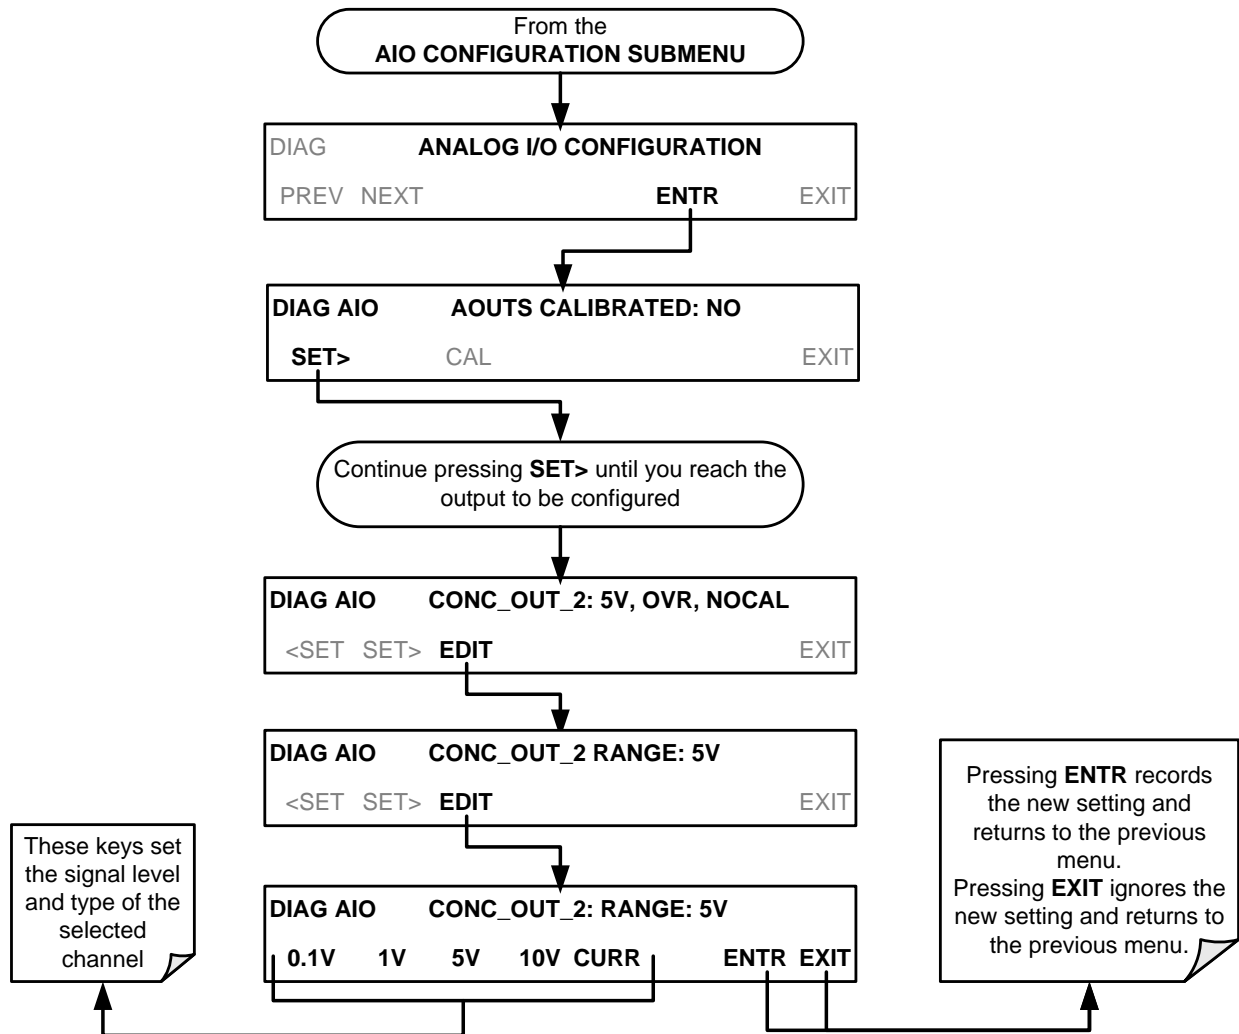 From the
AIO CONFIGURATION SUBMENU
DIAG ANALOG I/O CONFIGURATION
PREV NEXT ENTR EXIT
DIAG AIO AOUTS CALIBRATED: NO
SET> CAL EXIT
Continue pressing SET> until you reach the
output to be configured
DIAG AIO CONC_OUT_2: 5V, OVR, NOCAL
<SET SET> EDIT EXIT
DIAG AIO CONC_OUT_2 RANGE: 5V
<SET SET> EDIT EXIT
DIAG AIO CONC_OUT_2: RANGE: 5V
0.1V 1V 5V 10V CURR ENTR EXIT
These keys set
the signal level
and type of the
selected
channel
Pressing ENTR records
the new setting and
returns to the previous
menu.
Pressing EXIT ignores the
new setting and returns to
the previous menu.